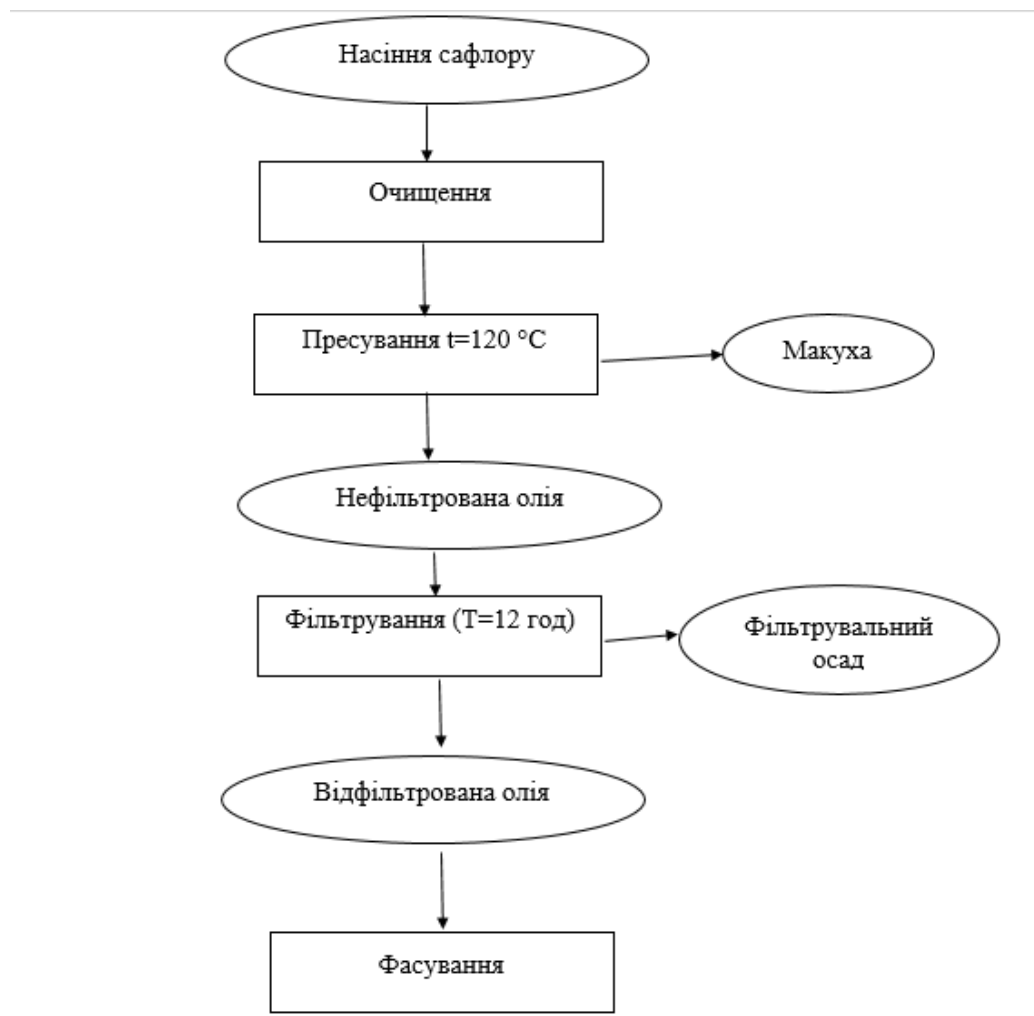 Насіння сафлору
Очищення
Пресування t=120 °C
Макуха
Нефільтрована олія
Фільтрування (Т=12 год)
Фільтрувальний
осад
Відфільтрована олія
Фасування